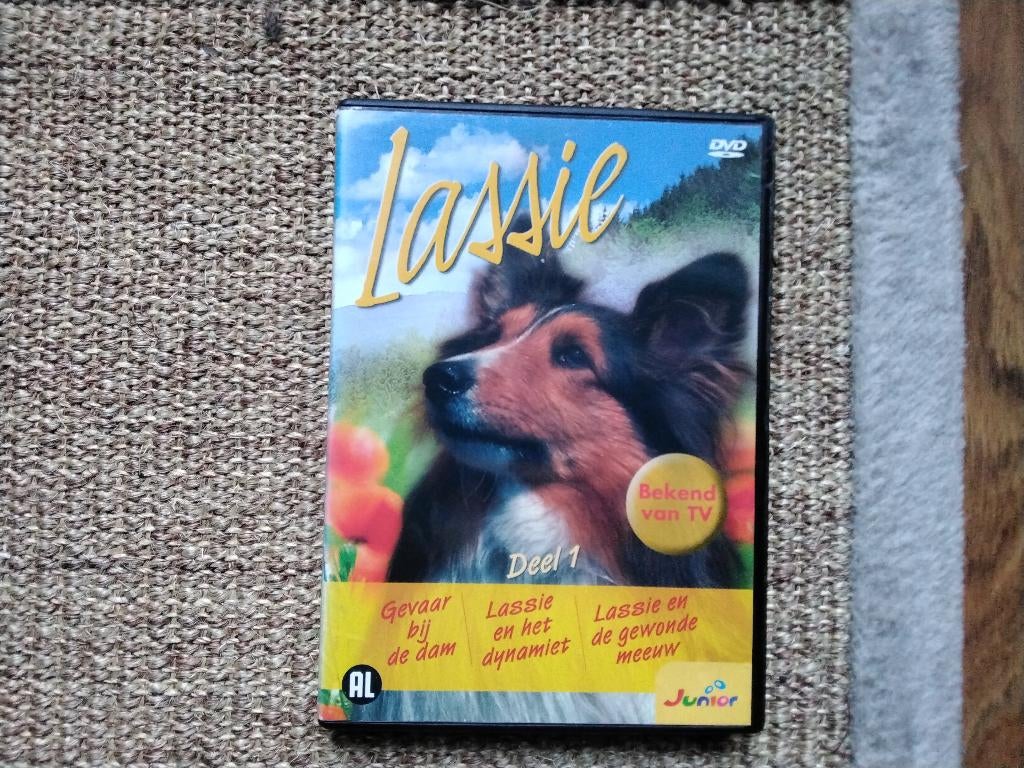 DVD
Lassie
Bekend
van TV
Deel 1
Gevaar
bij
de dam
Lassie
en het
dynamiet
Lassie en
de gewonde
meeuw
AL
Junior